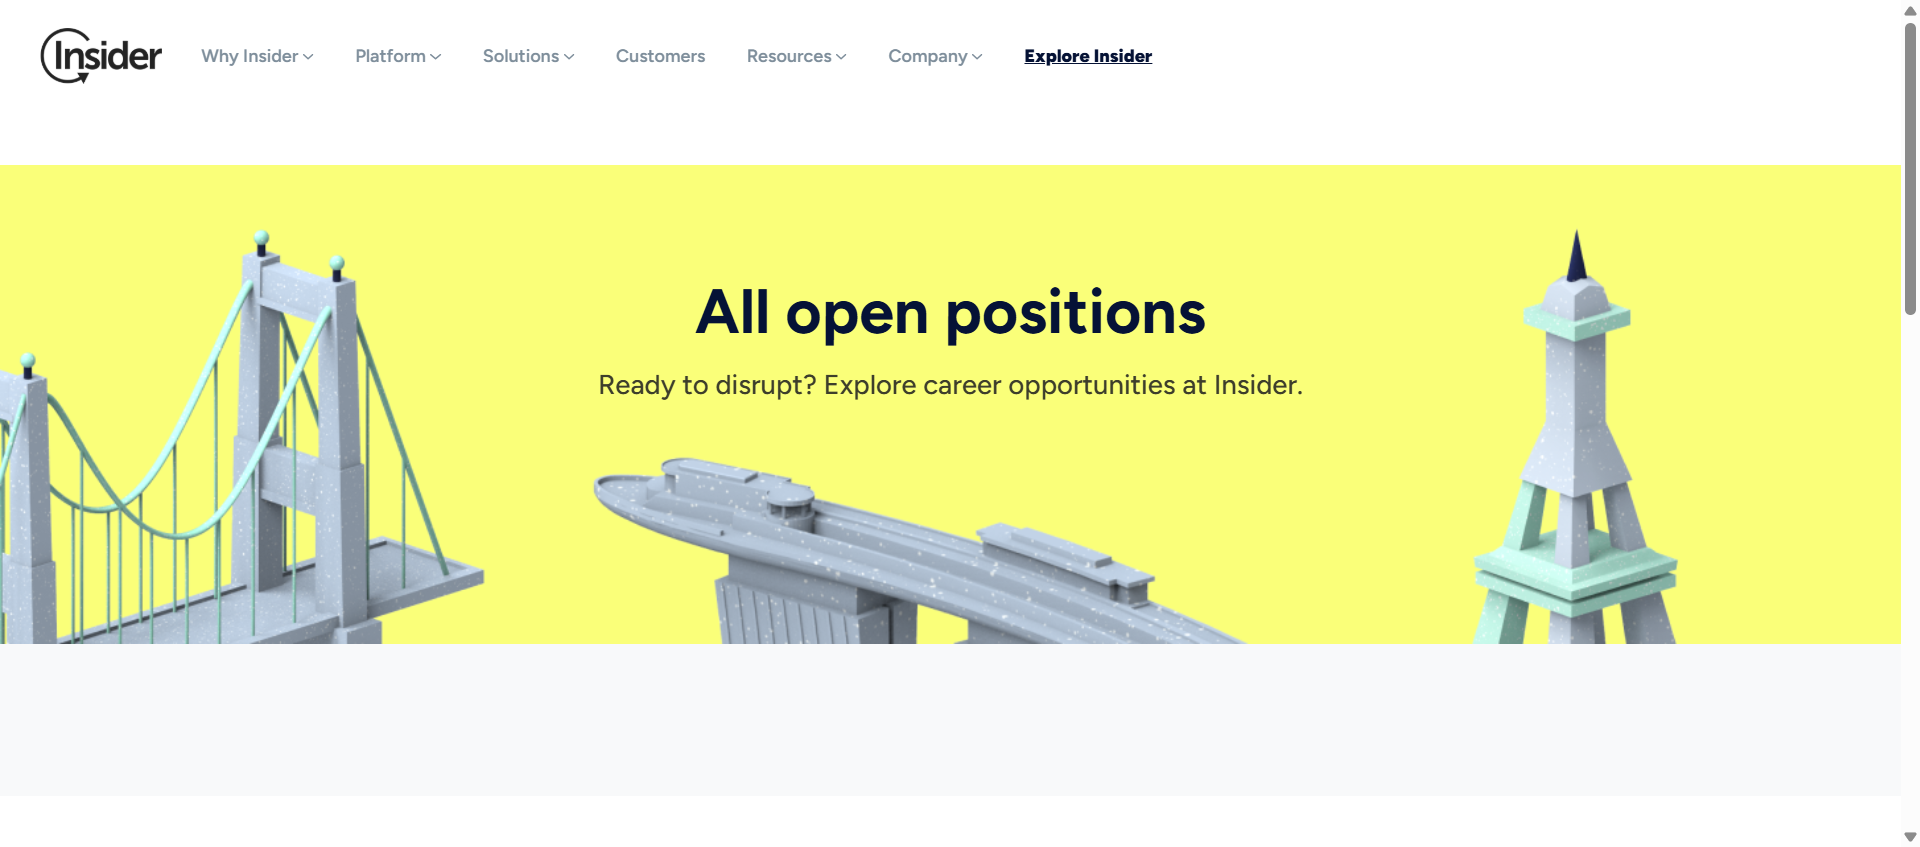 Insider
Why Insider
Platform
Solutions
Customers
Resources
Company
Explore Insider
All open positions
Ready to disrupt? Explore career opportunities at Insider.